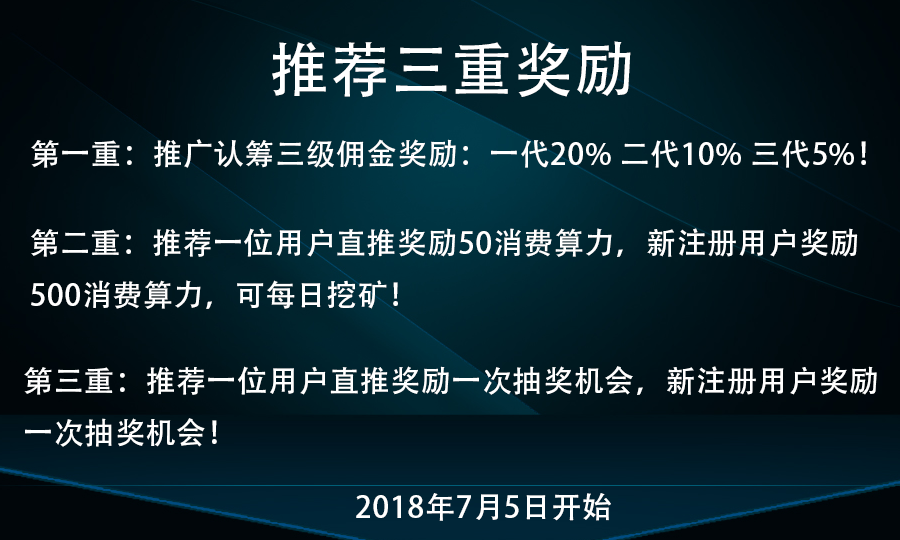 推荐三重奖励
第一重：推广认筹三级佣金奖励：一代20% 二代10% 三代5%！
第二重：推荐一位用户直推奖励50消费算力，新注册用户奖励
500消费算力，可每日挖矿！
第三重：推荐一位用户直推奖励一次抽奖机会，新注册用户奖励
一次抽奖机会！
2018年7月5日开始